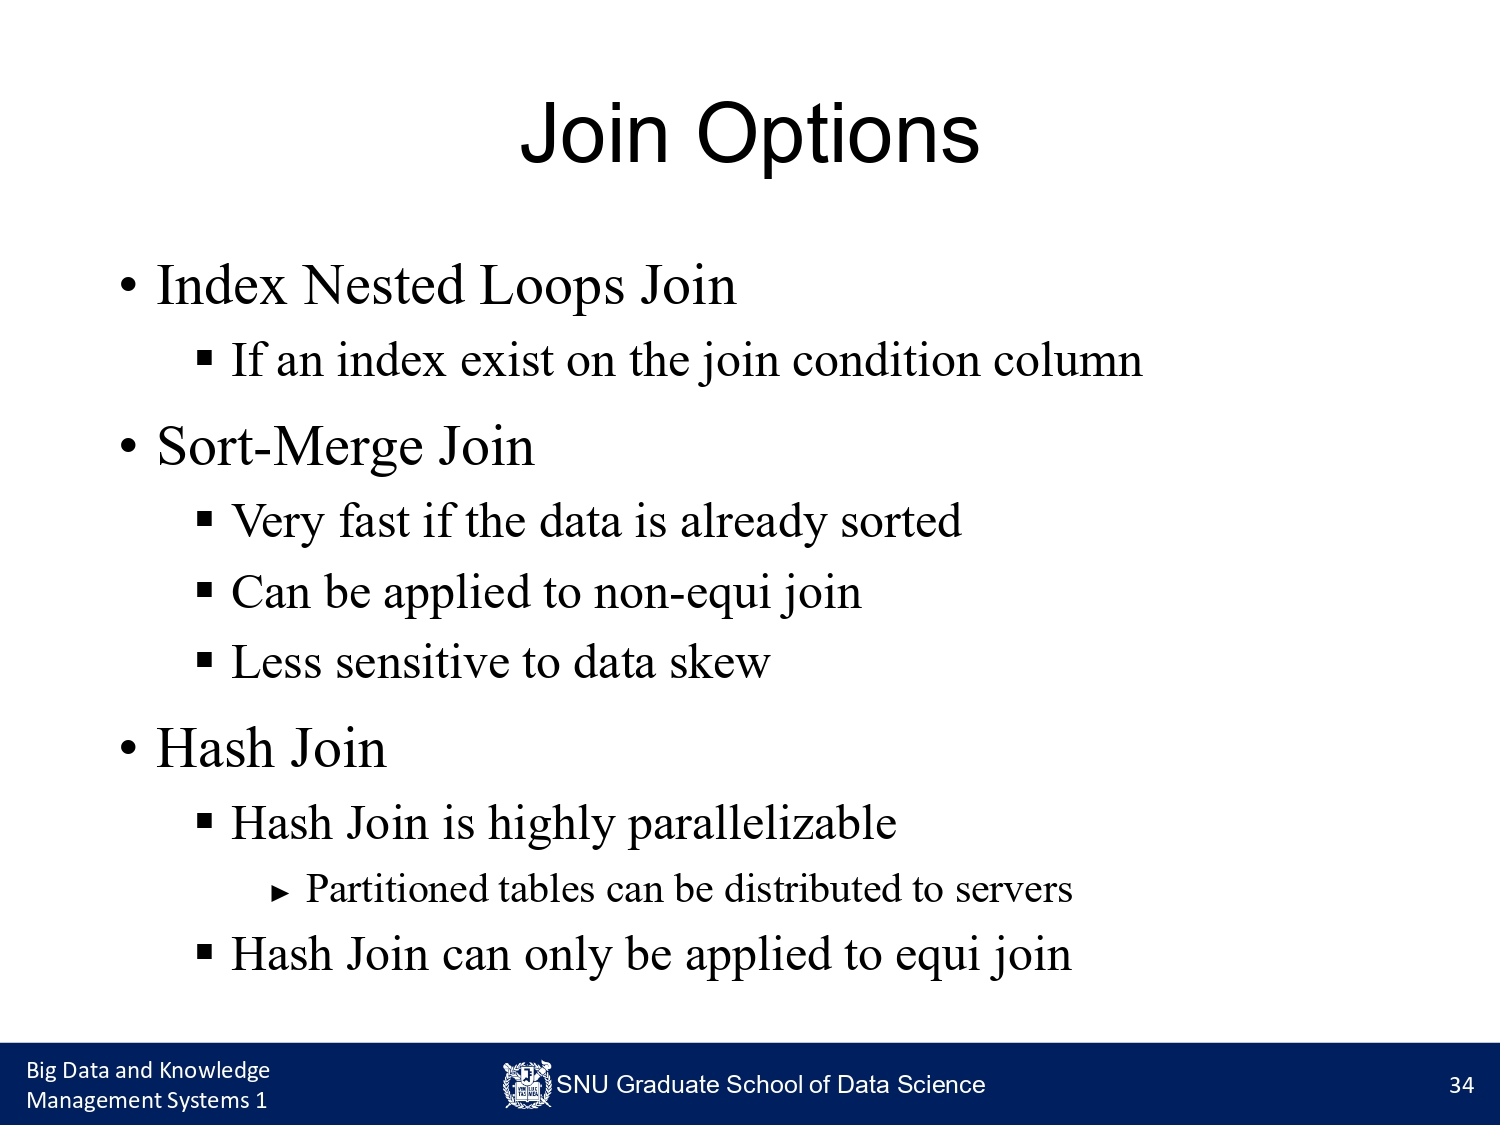 Join Options
• Index Nested Loops Join
▪ If an index exist on the join condition column
• Sort-Merge Join
▪ Very fast if the data is already sorted
▪ Can be applied to non-equi join
▪ Less sensitive to data skew
• Hash Join
▪ Hash Join is highly parallelizable
► Partitioned tables can be distributed to servers
▪ Hash Join can only be applied to equi join
Big Data and Knowledge
Management Systems 1
SNU Graduate School of Data Science
34